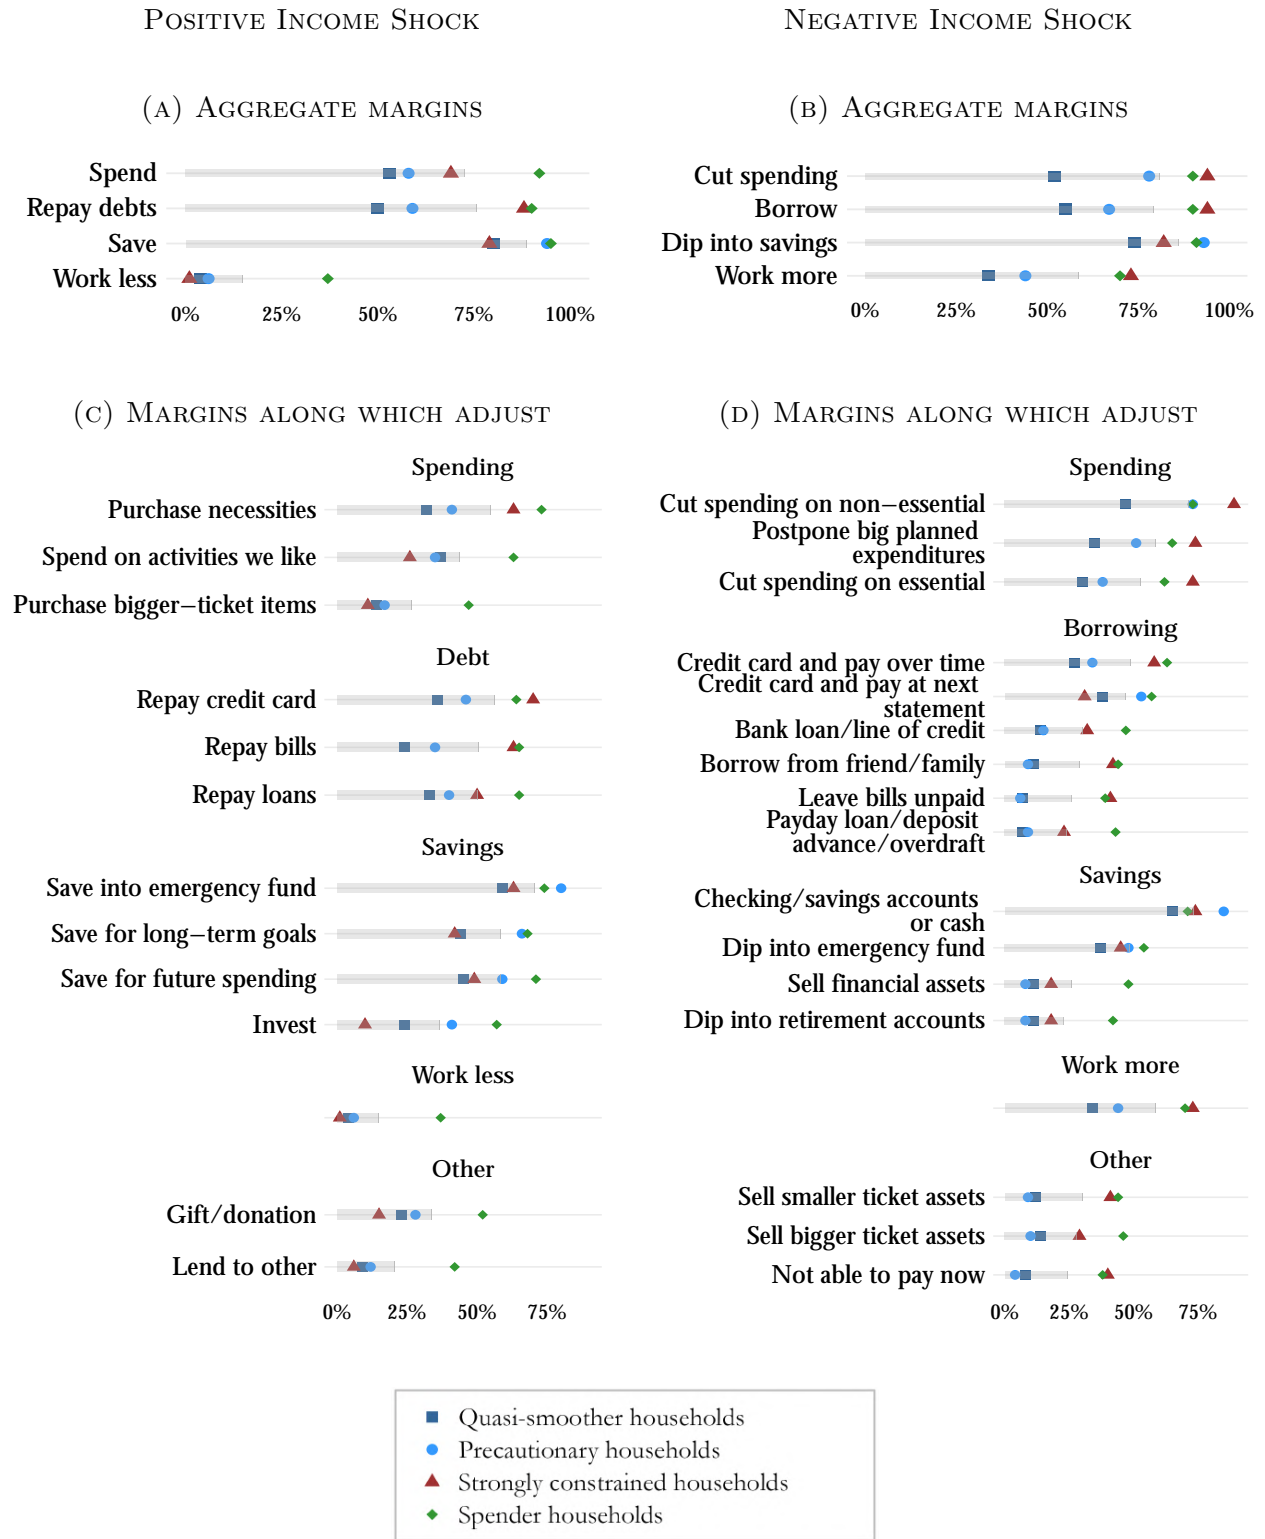 POSITIVE INCOME SHOCK
NEGATIVE INCOME SHOCK
(A) AGGREGATE MARGINS
Spend
Repay debts
Save
Work less
0% 25% 50% 75% 100%
(B) AGGREGATE MARGINS
Cut spending
Borrow
Dip into savings
Work more
0% 25% 50% 75% 100%
(C) MARGINS ALONG WHICH ADJUST
Spending
Purchase necessities
Spend on activities we like
Purchase bigger–ticket items
Debt
Repay credit card
Repay bills
Repay loans
Savings
Save into emergency fund
Save for long–term goals
Save for future spending
Invest
Work less
Other
Gift/donation
Lend to other
0% 25% 50% 75%
(D) MARGINS ALONG WHICH ADJUST
Spending
Cut spending on non–essential
Postpone big planned
expenditures
Cut spending on essential
Borrowing
Credit card and pay over time
Credit card and pay at next
statement
Bank loan/line of credit
Borrow from friend/family
Leave bills unpaid
Payday loan/deposit
advance/overdraft
Savings
Checking/savings accounts
or cash
Dip into emergency fund
Sell financial assets
Dip into retirement accounts
Work more
Other
Sell smaller ticket assets
Sell bigger ticket assets
Not able to pay now
0% 25% 50% 75%
Quasi-smoother households
Precautionary households
Strongly constrained households
Spender households